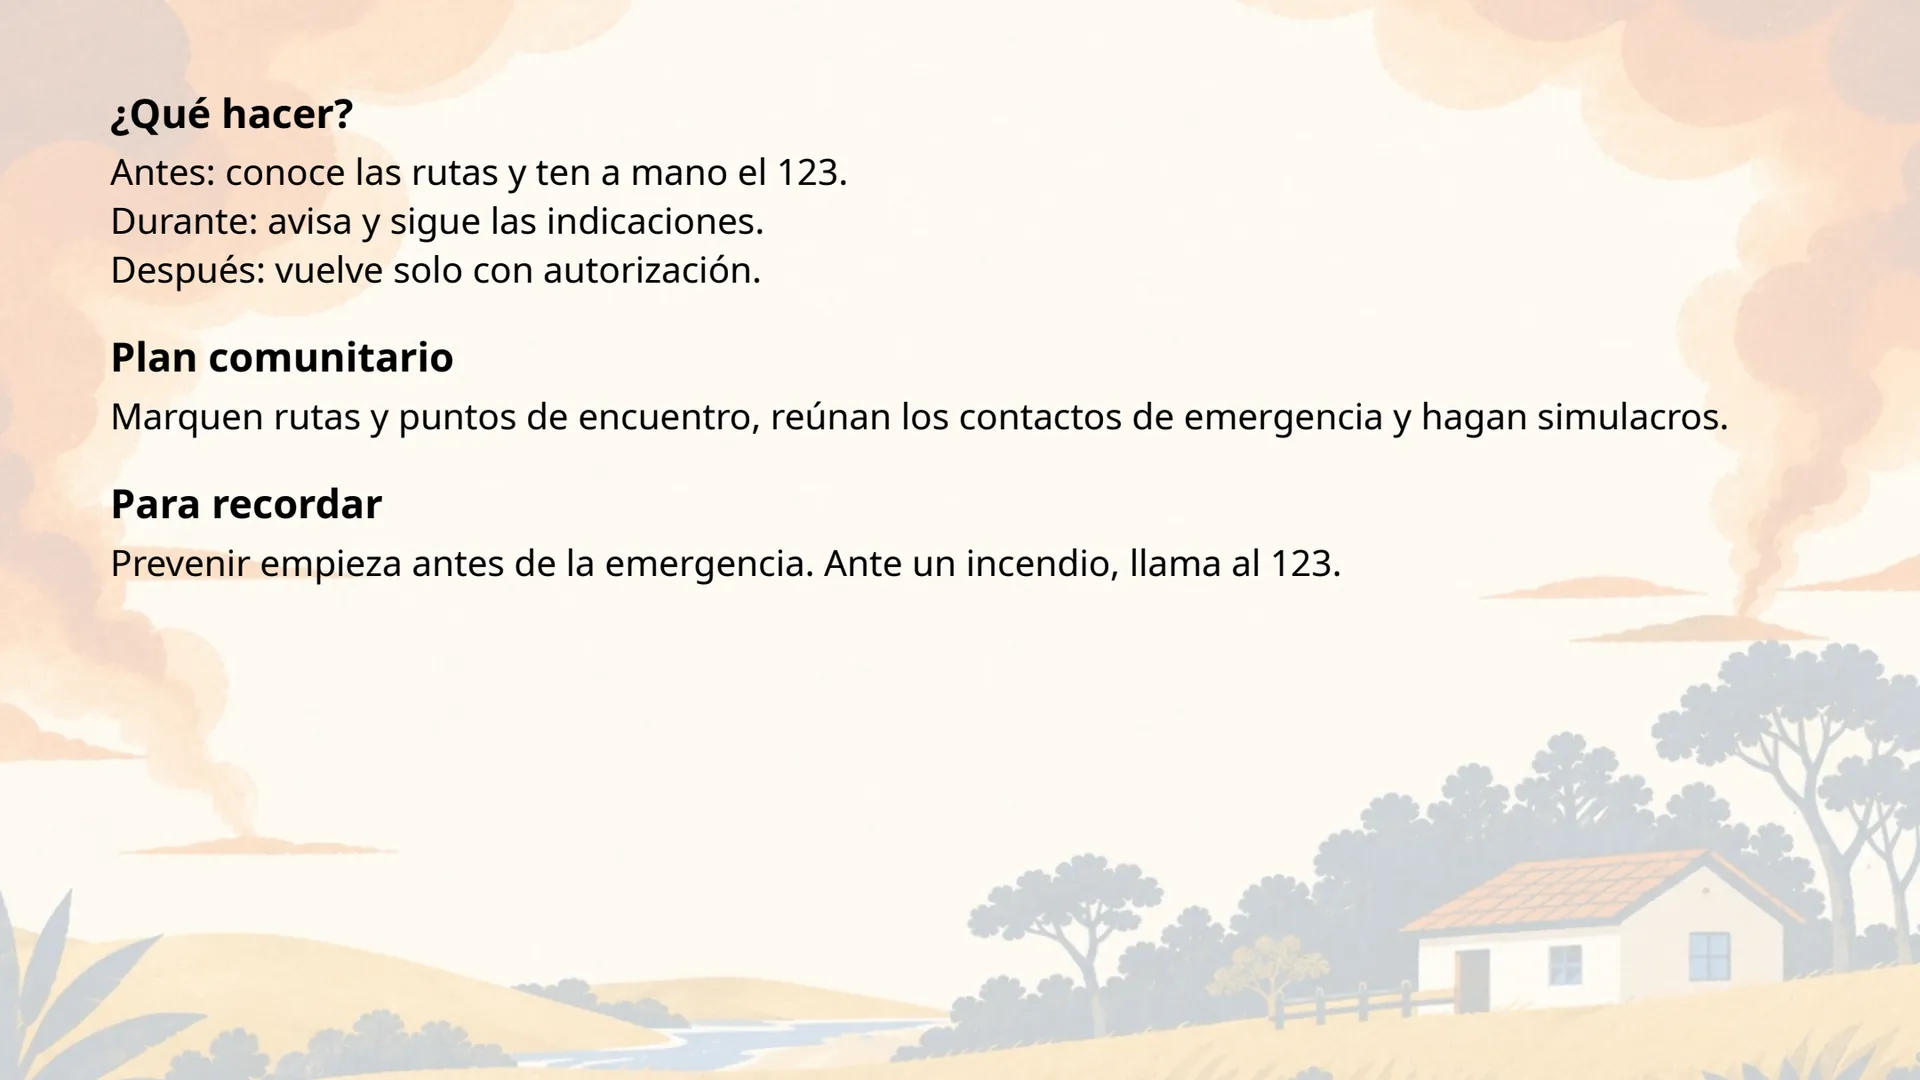 ¿Qué hacer?
Antes: conoce las rutas y ten a mano el 123.
Durante: avisa y sigue las indicaciones.
Después: vuelve solo con autorización.
Plan comunitario
Marquen rutas y puntos de encuentro, reúnan los contactos de emergencia y hagan simulacros.
Para recordar
Prevenir empieza antes de la emergencia. Ante un incendio, llama al 123.